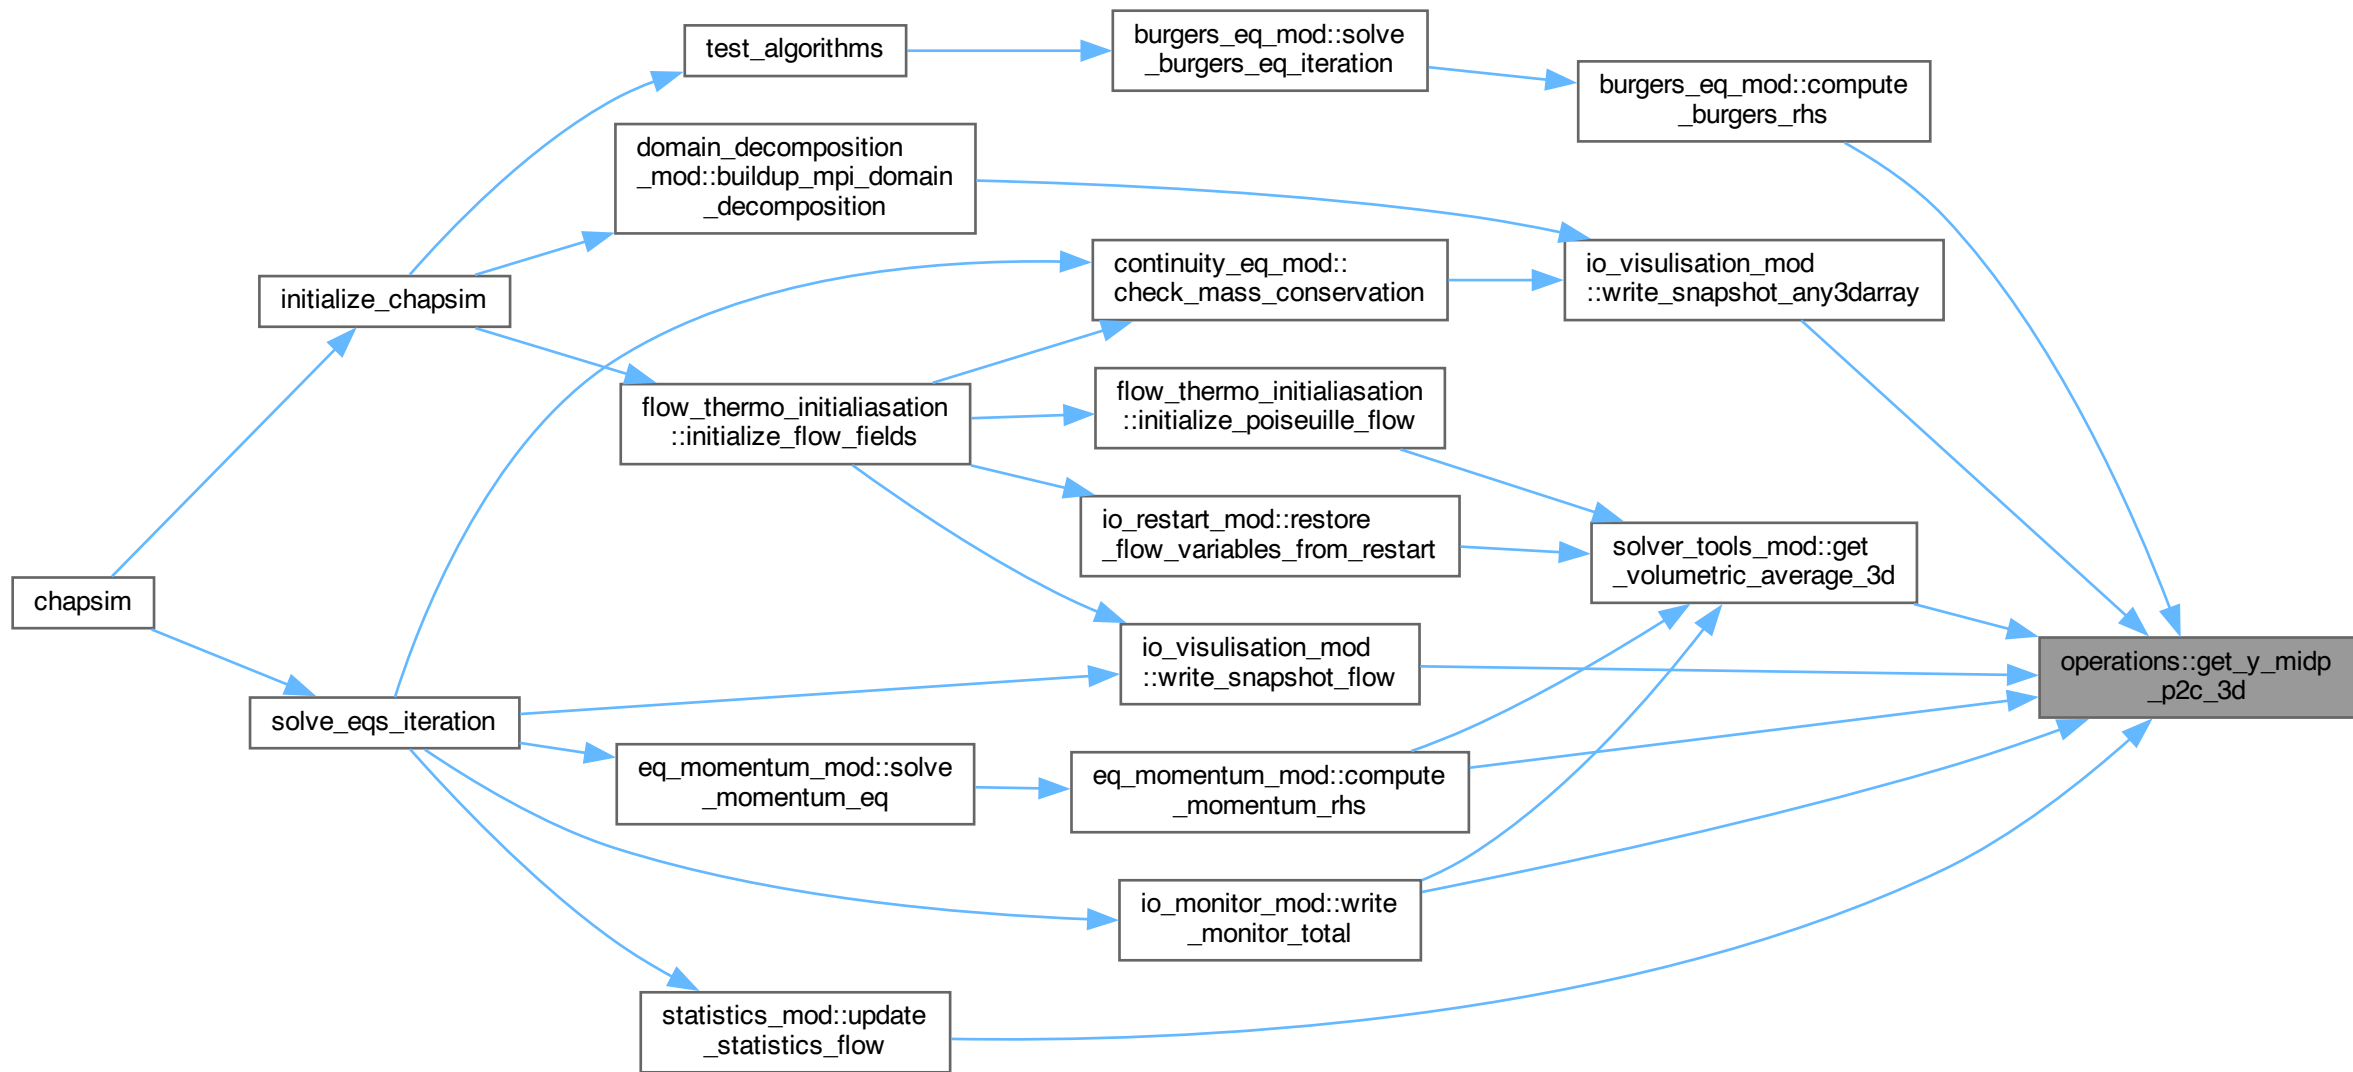 test_algorithms
burgers_eq_mod::solve
_burgers_eq_iteration
burgers_eq_mod::compute
_burgers_rhs
domain_decomposition
_mod::buildup_mpi_domain
_decomposition
initialize_chapsim
continuity_eq_mod::
check_mass_conservation
io_visulisation_mod
::write_snapshot_any3darray
flow_thermo_initialiasation
::initialize_flow_fields
flow_thermo_initialiasation
::initialize_poiseuille_flow
io_restart_mod::restore
_flow_variables_from_restart
solver_tools_mod::get
_volumetric_average_3d
chapsim
io_visulisation_mod
::write_snapshot_flow
operations::get_y_midp
_p2c_3d
solve_eqs_iteration
eq_momentum_mod::solve
_momentum_eq
eq_momentum_mod::compute
_momentum_rhs
io_monitor_mod::write
_monitor_total
statistics_mod::update
_statistics_flow